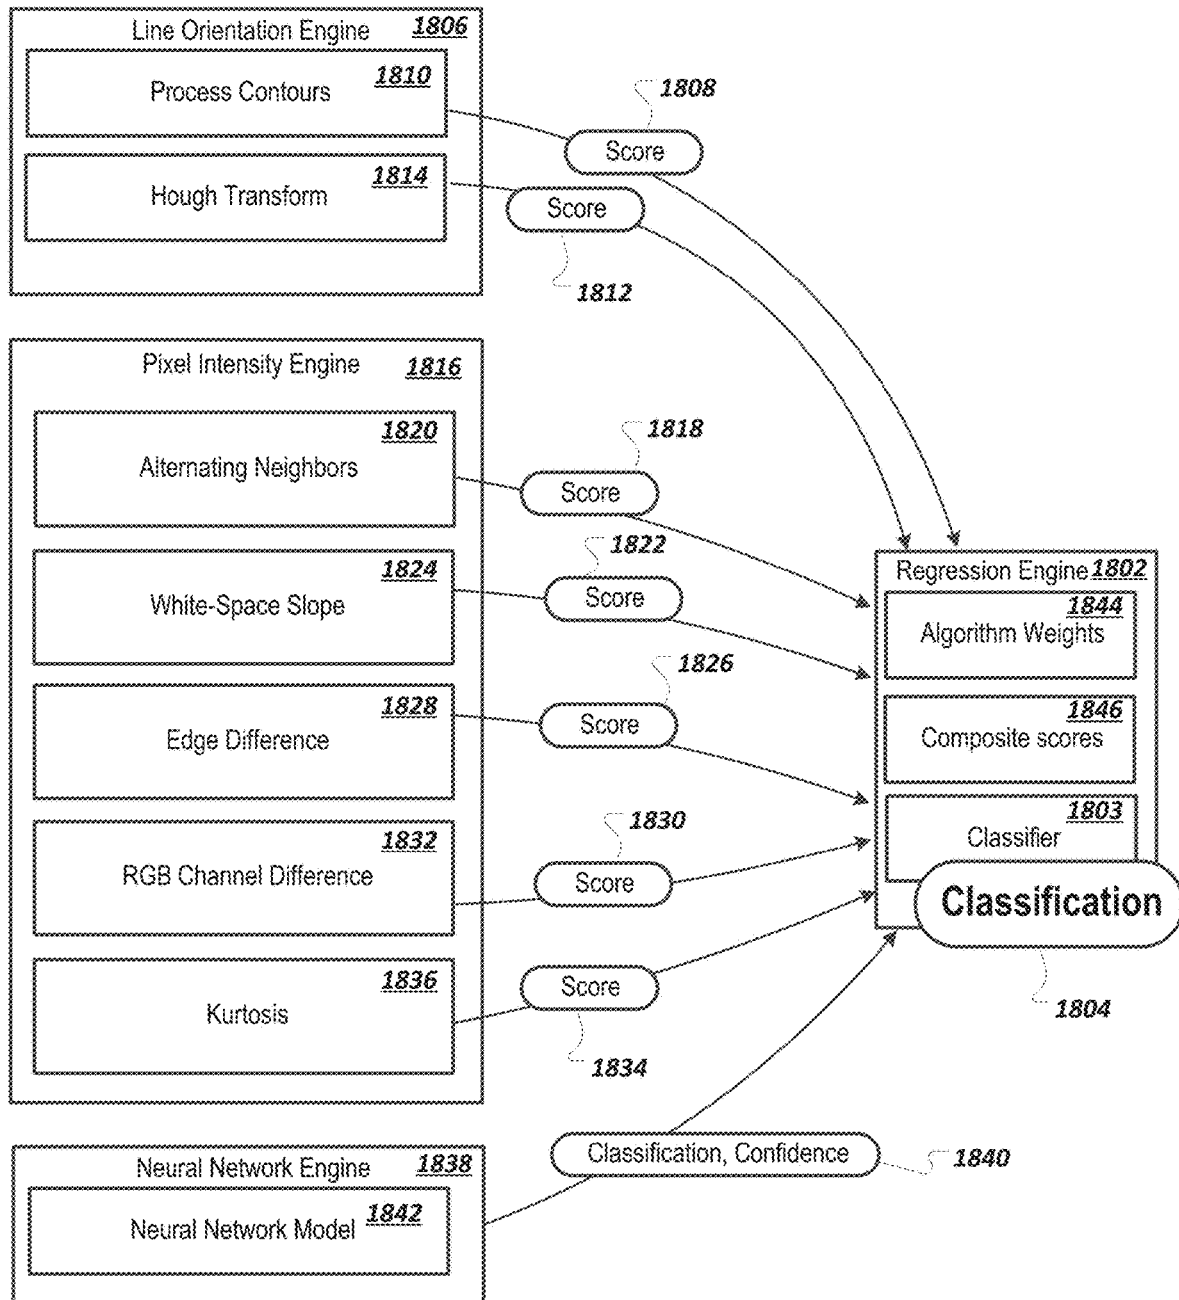 Line Orientation Engine 1806
1810
Process Contours
1808
Score
1814
Hough Transform
Score
1812
Pixel Intensity Engine 1816
1820
Alternating Neighbors
1818
Score
1824
White-Space Slope
1822
Score
1828
Edge Difference
1826
Score
1832
RGB Channel Difference
1830
Score
1836
Kurtosis
Score
1834
Regression Engine 1802
1844
Algorithm Weights
1846
Composite scores
1803
Classifier
Classification
1804
Neural Network Engine 1838
1842
Neural Network Model
Classification, Confidence
1840